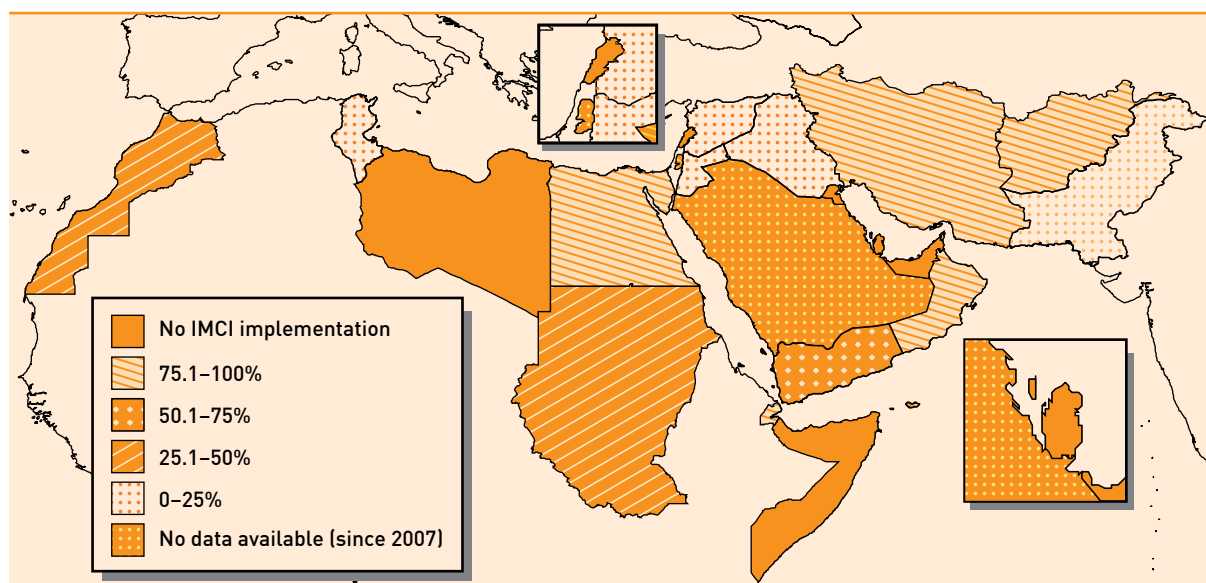 No IMCI implementation
75.1–100%
50.1–75%
25.1–50%
0–25%
No data available (since 2007)